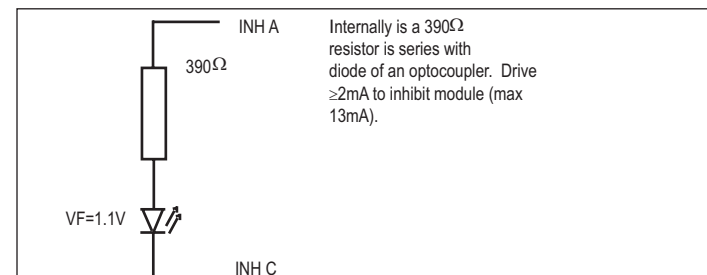 INH A
390Ω
VF=1.1V
INH C
Internally is a 390Ω
resistor is series with
diode of an optocoupler. Drive
≥2mA to inhibit module (max
13mA).